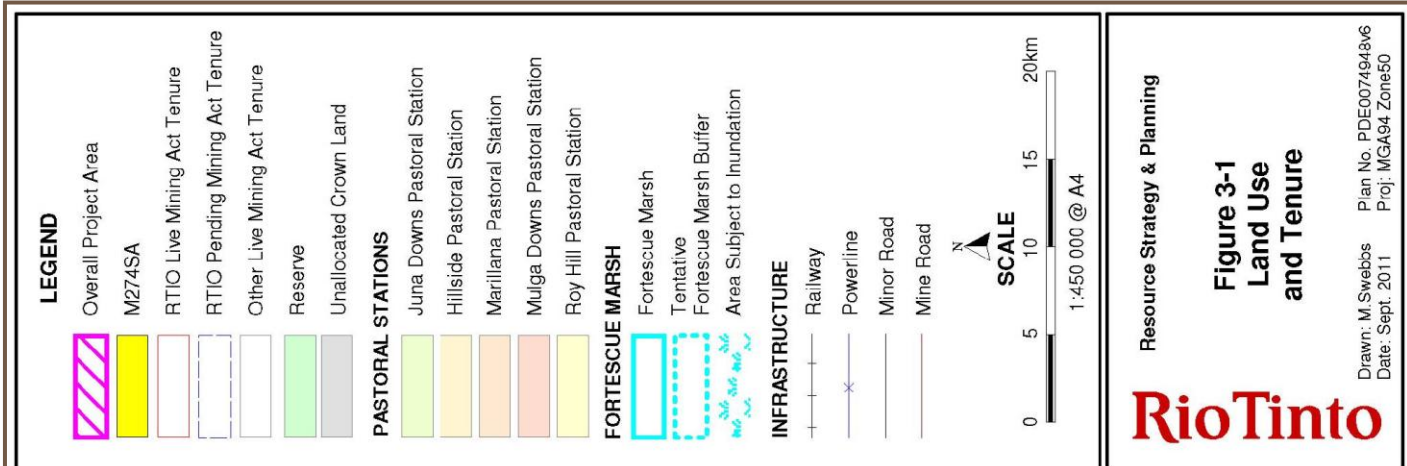 LEGEND
Overall Project Area
M274SA
RTIO Live Mining Act Tenure
RTIO Pending Mining Act Tenure
Other Live Mining Act Tenure
Reserve
Unallocated Crown Land
PASTORAL STATIONS
Juna Downs Pastoral Station
Hillside Pastoral Station
Marillana Pastoral Station
Mulga Downs Pastoral Station
Roy Hill Pastoral Station
FORTESCUE MARSH
Fortescue Marsh
Tentative
Fortescue Marsh Buffer
Area Subject to Inundation
INFRASTRUCTURE
Railway
Powerline
Minor Road
Mine Road
N
SCALE
0 5 10 15 20km
1:450 000 @ A4
Resource Strategy & Planning
Figure 3-1
Land Use
and Tenure
Drawn: M.Swebbs Plan No. PDE0074948v6
Date: Sept. 2011 Proj: MGA94 Zone50
RioTinto